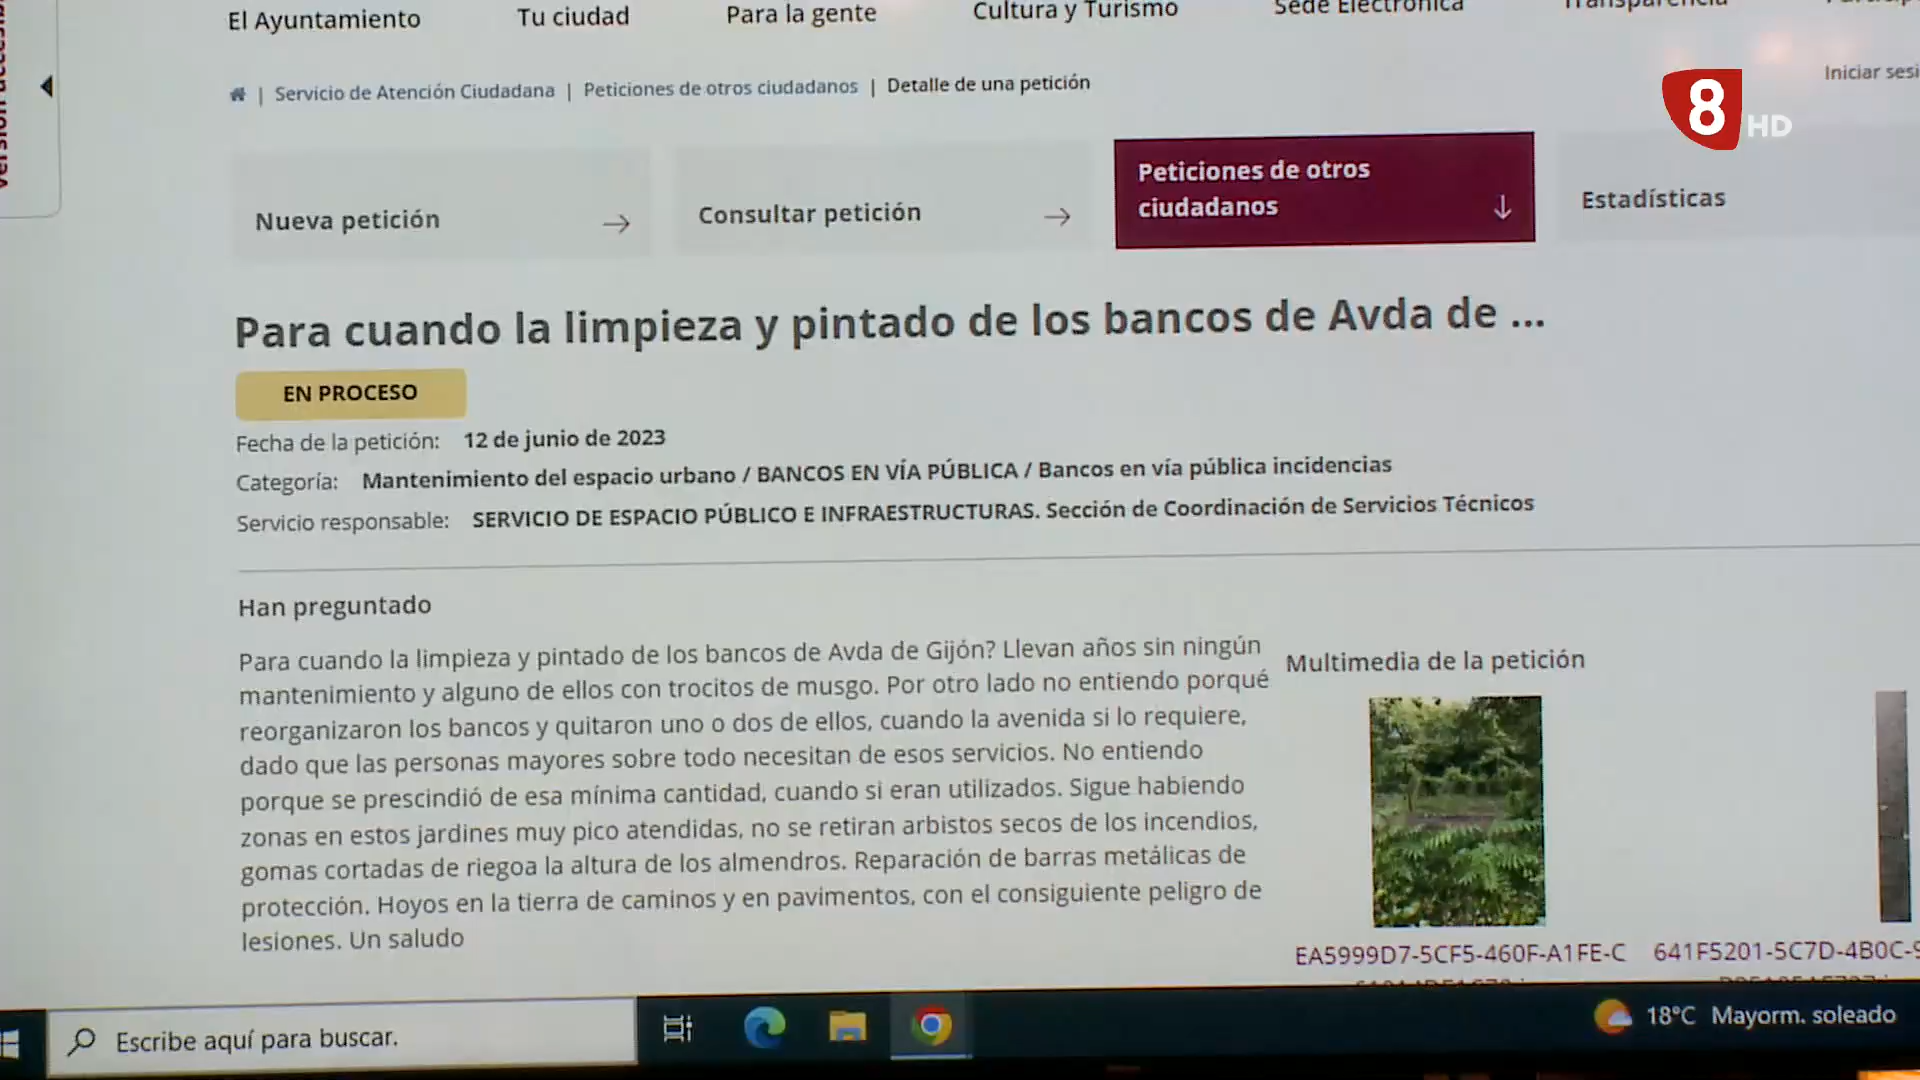 El Ayuntamiento Tu ciudad Para la gente Cultura y Turismo Sede Electrónica Transparencia
Iniciar sesi
| Servicio de Atención Ciudadana | Peticiones de otros ciudadanos | Detalle de una petición
8 HD
Nueva petición → Consultar petición → Peticiones de otros ciudadanos ↓ Estadísticas
Para cuando la limpieza y pintado de los bancos de Avda de ...
EN PROCESO
Fecha de la petición: 12 de junio de 2023
Categoría: Mantenimiento del espacio urbano / BANCOS EN VÍA PÚBLICA / Bancos en vía pública incidencias
Servicio responsable: SERVICIO DE ESPACIO PÚBLICO E INFRAESTRUCTURAS. Sección de Coordinación de Servicios Técnicos
Han preguntado
Para cuando la limpieza y pintado de los bancos de Avda de Gijón? Llevan años sin ningún
mantenimiento y alguno de ellos con trocitos de musgo. Por otro lado no entiendo porqué
reorganizaron los bancos y quitaron uno o dos de ellos, cuando la avenida si lo requiere,
dado que las personas mayores sobre todo necesitan de esos servicios. No entiendo
porque se prescindió de esa mínima cantidad, cuando si eran utilizados. Sigue habiendo
zonas en estos jardines muy pico atendidas, no se retiran arbistos secos de los incendios,
gomas cortadas de riegoa la altura de los almendros. Reparación de barras metálicas de
protección. Hoyos en la tierra de caminos y en pavimentos, con el consiguiente peligro de
lesiones. Un saludo
Multimedia de la petición
EA5999D7-5CF5-460F-A1FE-C 641F5201-5C7D-4B0C-9
Escribe aquí para buscar.
18°C Mayorm. soleado